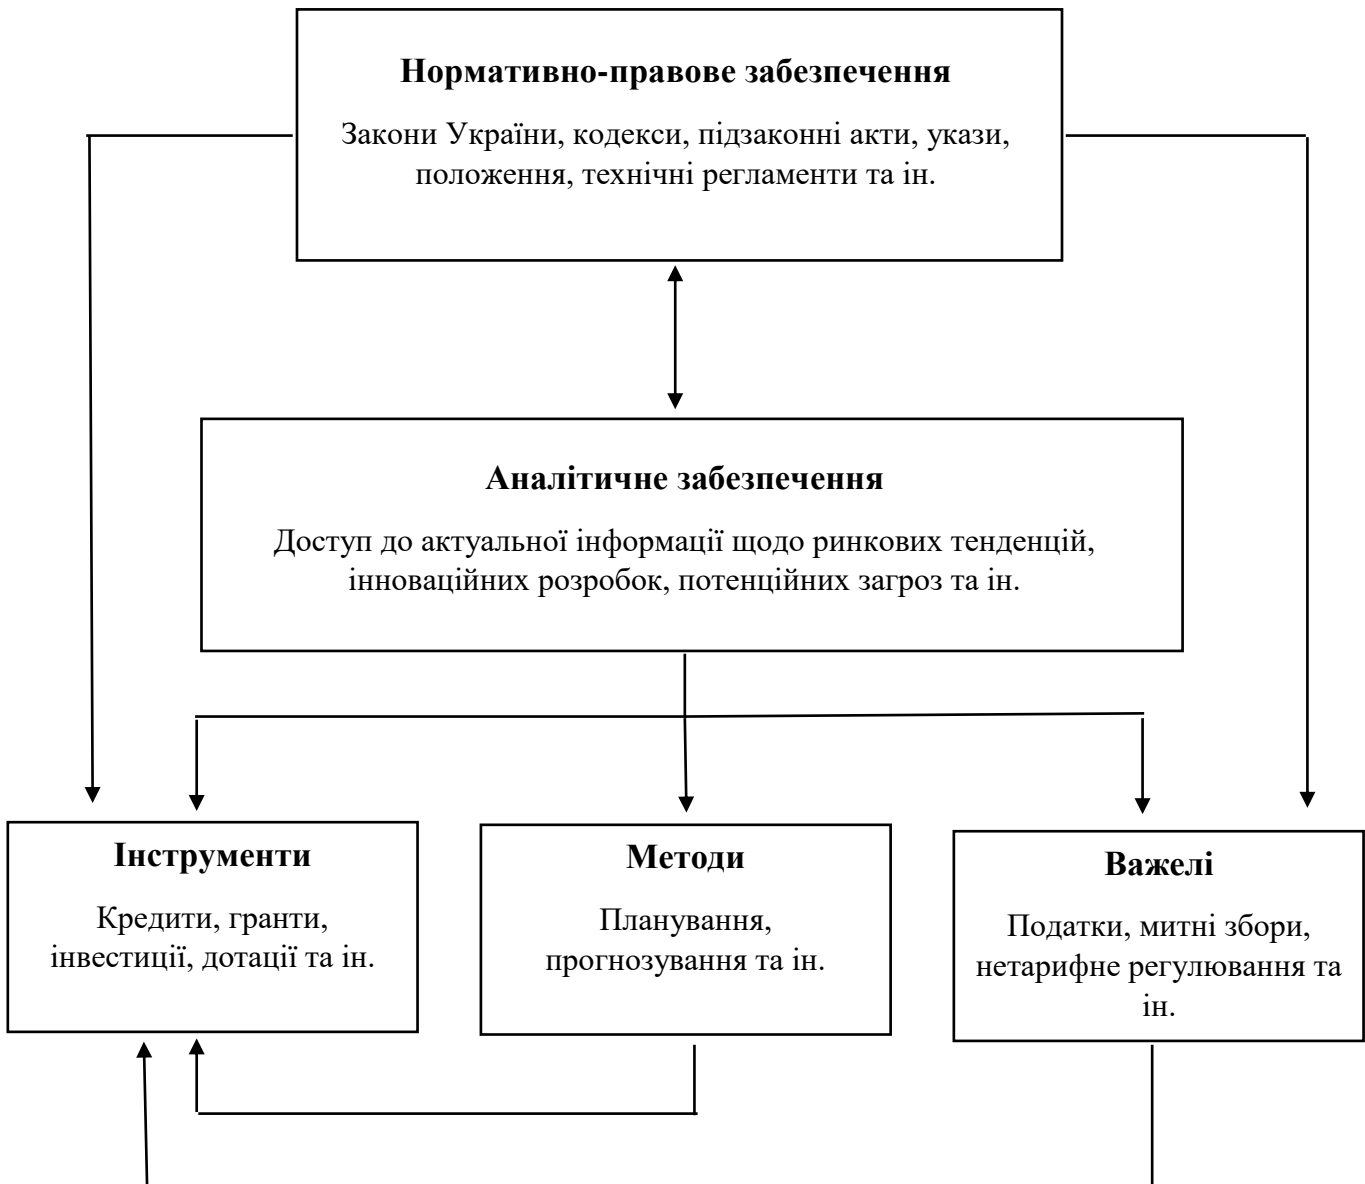 Нормативно-правове забезпечення
Закони України, кодекси, підзаконні акти, укази,
положення, технічні регламенти та ін.
Аналітичне забезпечення
Доступ до актуальної інформації щодо ринкових тенденцій,
інноваційних розробок, потенційних загроз та ін.
Інструменти
Кредити, гранти,
інвестиції, дотації та ін.
Методи
Планування,
прогнозування та ін.
Важелі
Податки, митні збори,
нетарифне регулювання та
ін.